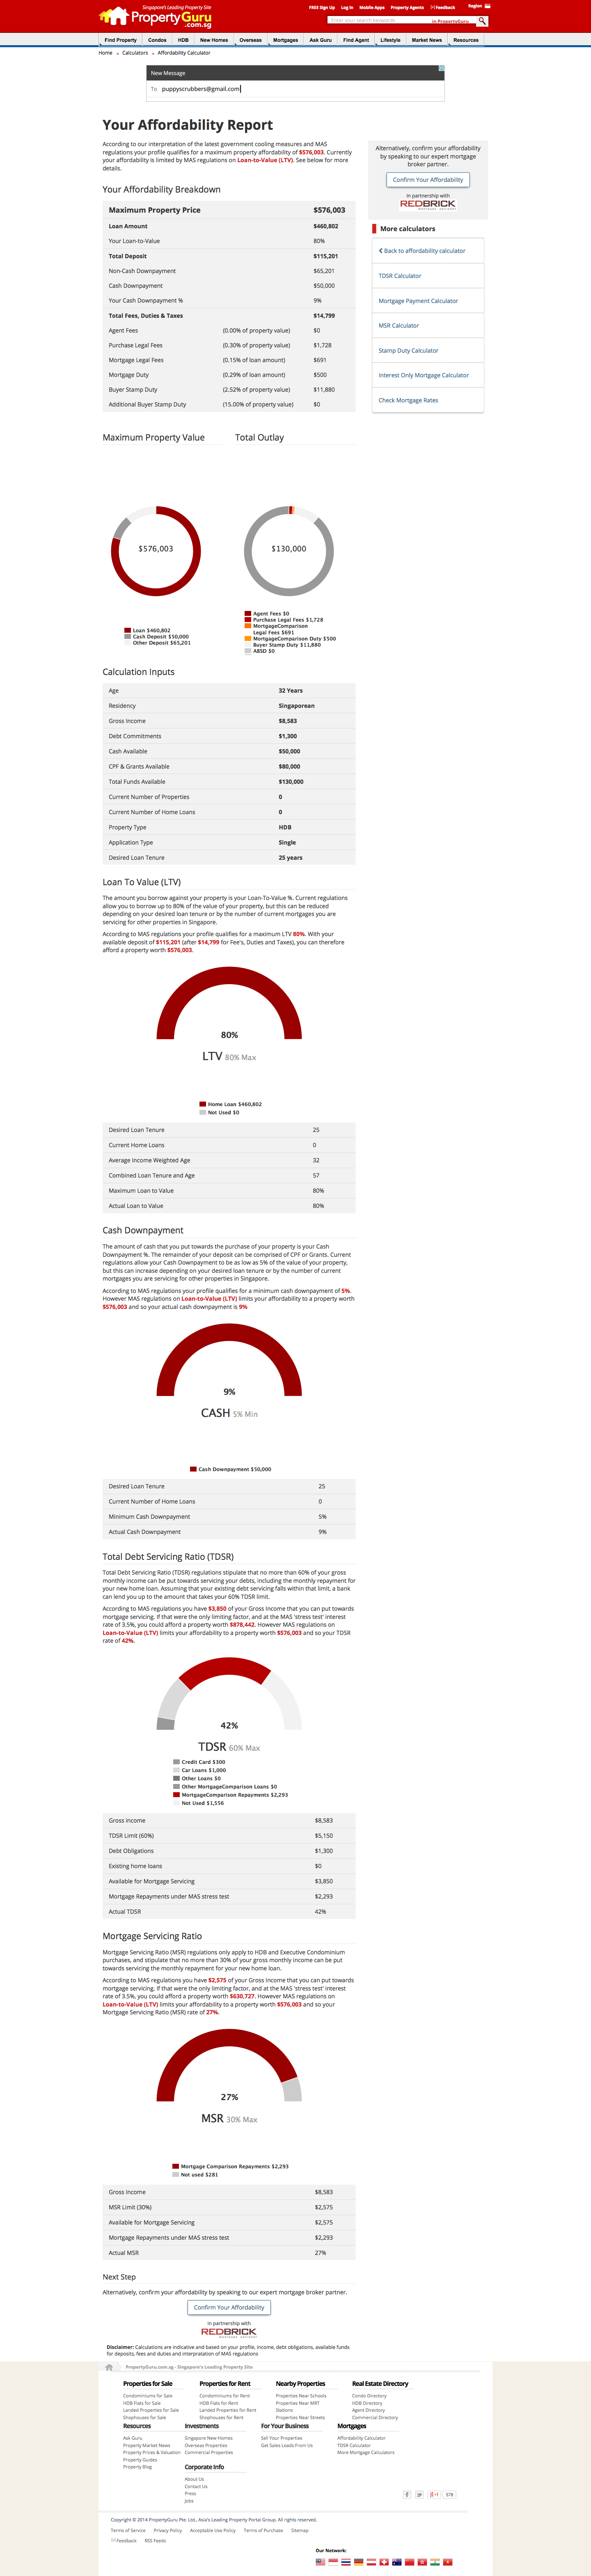 Singapore's Leading Property Site
PropertyGuru
.com.sg
FREE Sign Up Log In Mobile Apps Property Agents Feedback Region
Enter your search keywords in PropertyGuru
Find Property Condos HDB New Homes Overseas Mortgages Ask Guru Find Agent Lifestyle Market News Resources
Home Calculators Affordability Calculator
New Message
To puppyscrubbers@gmail.com
Your Affordability Report
According to our interpretation of the latest government cooling measures and MAS
regulations your profile qualifies for a maximum property affordability of $576,003. Currently
your affordability is limited by MAS regulations on Loan-to-Value (LTV). See below for more
details.
Alternatively, confirm your affordability
by speaking to our expert mortgage
broker partner.
Confirm Your Affordability
In partnership with
REDBRICK
More calculators
Back to affordability calculator
TDSR Calculator
Mortgage Payment Calculator
MSR Calculator
Stamp Duty Calculator
Interest Only Mortgage Calculator
Check Mortgage Rates
Your Affordability Breakdown
Maximum Property Price $576,003
Loan Amount $460,802
Your Loan-to-Value 80%
Total Deposit $115,201
Non-Cash Downpayment $65,201
Cash Downpayment $50,000
Your Cash Downpayment % 9%
Total Fees, Duties & Taxes $14,799
Agent Fees (0.00% of property value) $0
Purchase Legal Fees (0.30% of property value) $1,728
Mortgage Legal Fees (0.15% of loan amount) $691
Mortgage Duty (0.29% of loan amount) $500
Buyer Stamp Duty (2.52% of property value) $11,880
Additional Buyer Stamp Duty (15.00% of property value) $0
Maximum Property Value Total Outlay
$576,003 $130,000
Loan $460,802
Cash Deposit $50,000
Other Deposit $65,201
Agent Fees $0
Purchase Legal Fees $1,728
MortgageComparison
Legal Fees $691
MortgageComparison Duty $500
Buyer Stamp Duty $11,880
ABSD $0
Calculation Inputs
Age 32 Years
Residency Singaporean
Gross Income $8,583
Debt Commitments $1,300
Cash Available $50,000
CPF & Grants Available $80,000
Total Funds Available $130,000
Current Number of Properties 0
Current Number of Home Loans 0
Property Type HDB
Application Type Single
Desired Loan Tenure 25 years
Loan To Value (LTV)
The amount you borrow against your property is your Loan-To-Value %. Current regulations
allow you to borrow up to 80% of the value of your property, but this can be reduced
depending on your desired loan tenure or by the number of current mortgages you are
servicing for other properties in Singapore.
According to MAS regulations your profile qualifies for a maximum LTV 80%. With your
available deposit of $115,201 (after $14,799 for Fee's, Duties and Taxes), you can therefore
afford a property worth $576,003.
80%
LTV 80% Max
Home Loan $460,802
Not Used $0
Desired Loan Tenure 25
Current Home Loans 0
Average Income Weighted Age 32
Combined Loan Tenure and Age 57
Maximum Loan to Value 80%
Actual Loan to Value 80%
Cash Downpayment
The amount of cash that you put towards the purchase of your property is your Cash
Downpayment %. The remainder of your deposit can be comprised of CPF or Grants. Current
regulations allow your Cash Downpayment to be as low as 5% of the value of your property,
but this can increase depending on your desired loan tenure or by the number of current
mortgages you are servicing for other properties in Singapore.
According to MAS regulations your profile qualifies for a minimum cash downpayment of 5%.
However MAS regulations on Loan-to-Value (LTV) limits your affordability to a property worth
$576,003 and so your actual cash downpayment is 9%
9%
CASH 5% Min
Cash Downpayment $50,000
Desired Loan Tenure 25
Current Number of Home Loans 0
Minimum Cash Downpayment 5%
Actual Cash Downpayment 9%
Total Debt Servicing Ratio (TDSR)
Total Debt Servicing Ratio (TDSR) regulations stipulate that no more than 60% of your gross
monthly income can be put towards servicing your debts, including the monthly repayment for
your new home loan. Assuming that your existing debt servicing falls within that limit, a bank
can lend you up to the amount that takes your 60% TDSR limit.
According to MAS regulations you have $3,850 of your Gross Income that you can put towards
mortgage servicing. If that were the only limiting factor, and at the MAS 'stress test' interest
rate of 3.5%, you could afford a property worth $878,442. However MAS regulations on
Loan-to-Value (LTV) limits your affordability to a property worth $576,003 and so your TDSR
rate of 42%.
42%
TDSR 60% Max
Credit Card $300
Car Loans $1,000
Other Loans $0
Other MortgageComparison Loans $0
MortgageComparison Repayments $2,293
Not Used $1,556
Gross income $8,583
TDSR Limit (60%) $5,150
Debt Obligations $1,300
Existing home loans $0
Available for Mortgage Servicing $3,850
Mortgage Repayments under MAS stress test $2,293
Actual TDSR 42%
Mortgage Servicing Ratio
Mortgage Servicing Ratio (MSR) regulations only apply to HDB and Executive Condominium
purchases, and stipulate that no more than 30% of your gross monthly income can be put
towards servicing the monthly repayment for your new home loan.
According to MAS regulations you have $2,575 of your Gross Income that you can put towards
mortgage servicing. If that were the only limiting factor, and at the MAS 'stress test' interest
rate of 3.5%, you could afford a property worth $630,727. However MAS regulations on
Loan-to-Value (LTV) limits your affordability to a property worth $576,003 and so your
Mortgage Servicing Ratio (MSR) rate of 27%.
27%
MSR 30% Max
Mortgage Comparison Repayments $2,293
Not used $281
Gross Income $8,583
MSR Limit (30%) $2,575
Available for Mortgage Servicing $2,575
Mortgage Repayments under MAS stress test $2,293
Actual MSR 27%
Next Step
Alternatively, confirm your affordability by speaking to our expert mortgage broker partner.
Confirm Your Affordability
In partnership with
REDBRICK
Disclaimer: Calculations are indicative and based on your profile, income, debt obligations, available funds
for deposits, fees and duties and interpretation of MAS regulations
PropertyGuru.com.sg - Singapore's Leading Property Site
Properties for Sale Properties for Rent Nearby Properties Real Estate Directory
Condominiums for Sale Condominiums for Rent Properties Near Schools Condo Directory
HDB Flats for Sale HDB Flats for Rent Properties Near MRT HDB Directory
Landed Properties for Sale Landed Properties for Rent Stations Agent Directory
Shophouses for Sale Shophouses for Rent Properties Near Streets Commercial Directory
Resources Investments For Your Business Mortgages
Ask Guru Singapore New-Homes Sell Your Properties Affordability Calculator
Property Market News Overseas Properties Get Sales Leads From Us TDSR Calculator
Property Prices & Valuation Commercial Properties More Mortgage Calculators
Property Guides
Property Blog Corporate Info
About Us
Contact Us
Press
Jobs
+1 578
Copyright © 2014 PropertyGuru Pte. Ltd., Asia's Leading Property Portal Group. All rights reserved.
Terms of Service Privacy Policy Acceptable Use Policy Terms of Purchase Sitemap
Feedback RSS Feeds
Our Network: